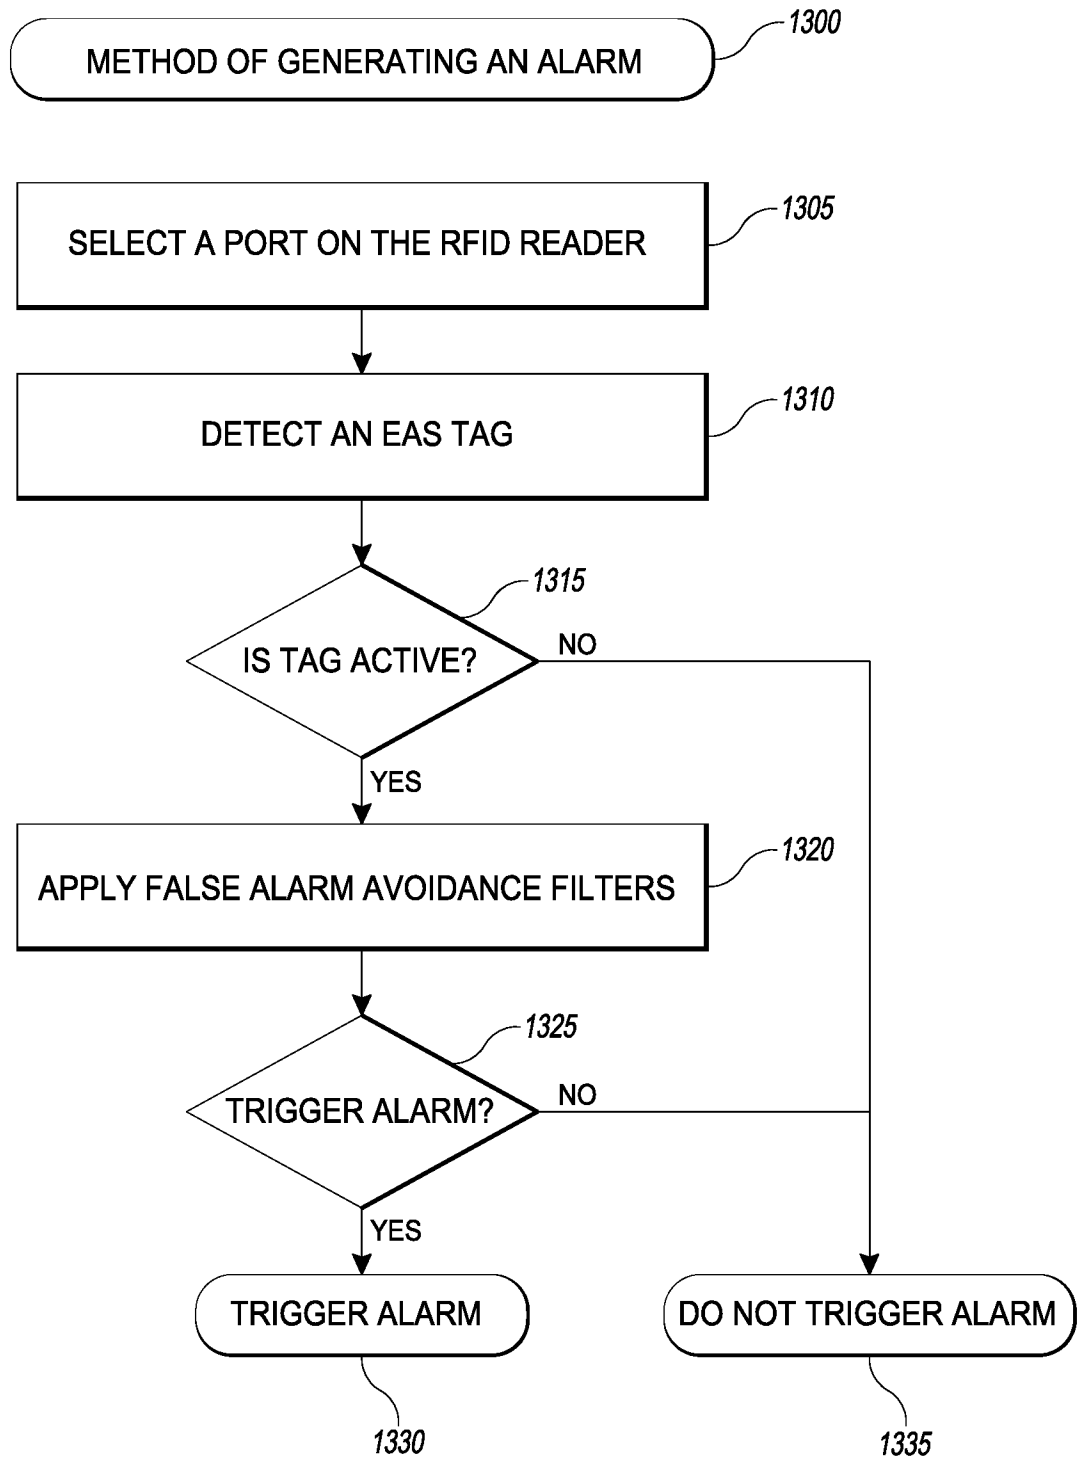 1300
METHOD OF GENERATING AN ALARM
1305
SELECT A PORT ON THE RFID READER
1310
DETECT AN EAS TAG
1315
IS TAG ACTIVE?
NO
YES
1320
APPLY FALSE ALARM AVOIDANCE FILTERS
1325
TRIGGER ALARM?
NO
YES
TRIGGER ALARM
DO NOT TRIGGER ALARM
1330
1335